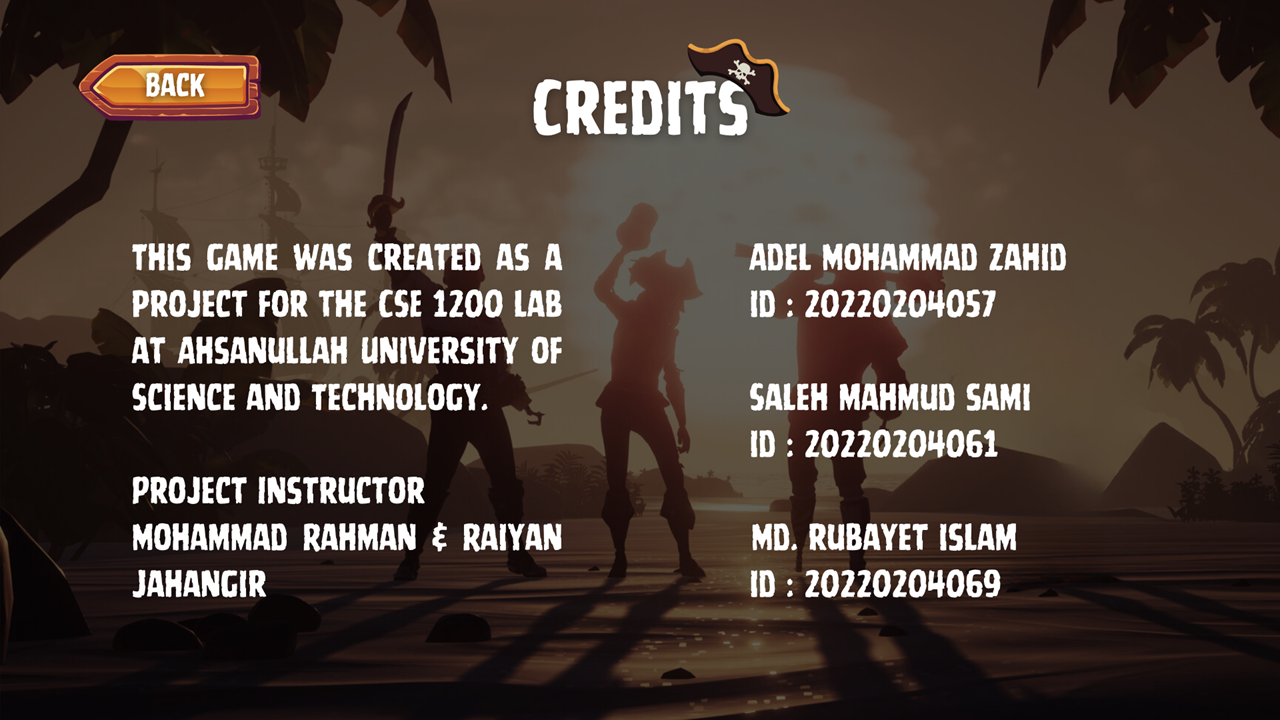 BACK
CREDITS
THIS GAME WAS CREATED AS A
PROJECT FOR THE CSE 1200 LAB
AT AHSANULLAH UNIVERSITY OF
SCIENCE AND TECHNOLOGY.
PROJECT INSTRUCTOR
MOHAMMAD RAHMAN & RAIYAN
JAHANGIR
ADEL MOHAMMAD ZAHID
ID : 20220204057
SALEH MAHMUD SAMI
ID : 20220204061
MD. RUBAYET ISLAM
ID : 20220204069